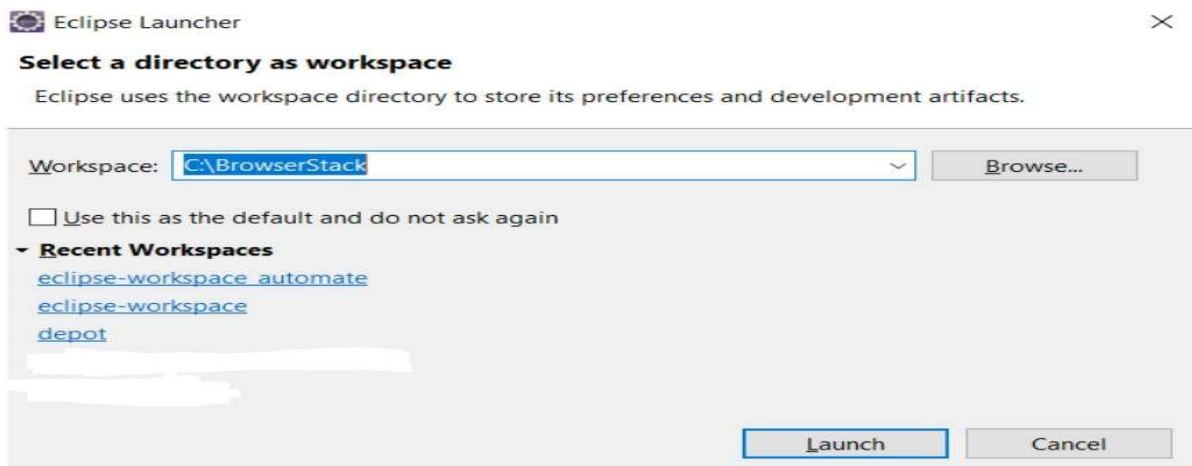 Eclipse Launcher
Select a directory as workspace
Eclipse uses the workspace directory to store its preferences and development artifacts.
Workspace: C:\BrowserStack Browse...
Use this as the default and do not ask again
Recent Workspaces
eclipse-workspace automate
eclipse-workspace
depot
Launch Cancel